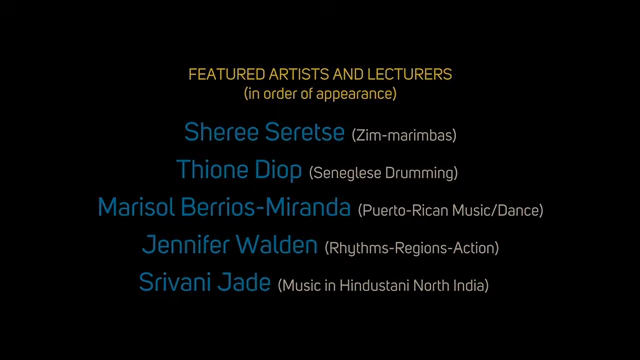 FEATURED ARTISTS AND LECTURERS
(in order of appearance)
Sheree Seretse (Zim-marimbas)
Thione Diop (Seneglese Drumming)
Marisol Berrios-Miranda (Puerto-Rican Music/Dance)
Jennifer Walden (Rhythms-Regions-Action)
Srivani Jade (Music in Hindustani North India)